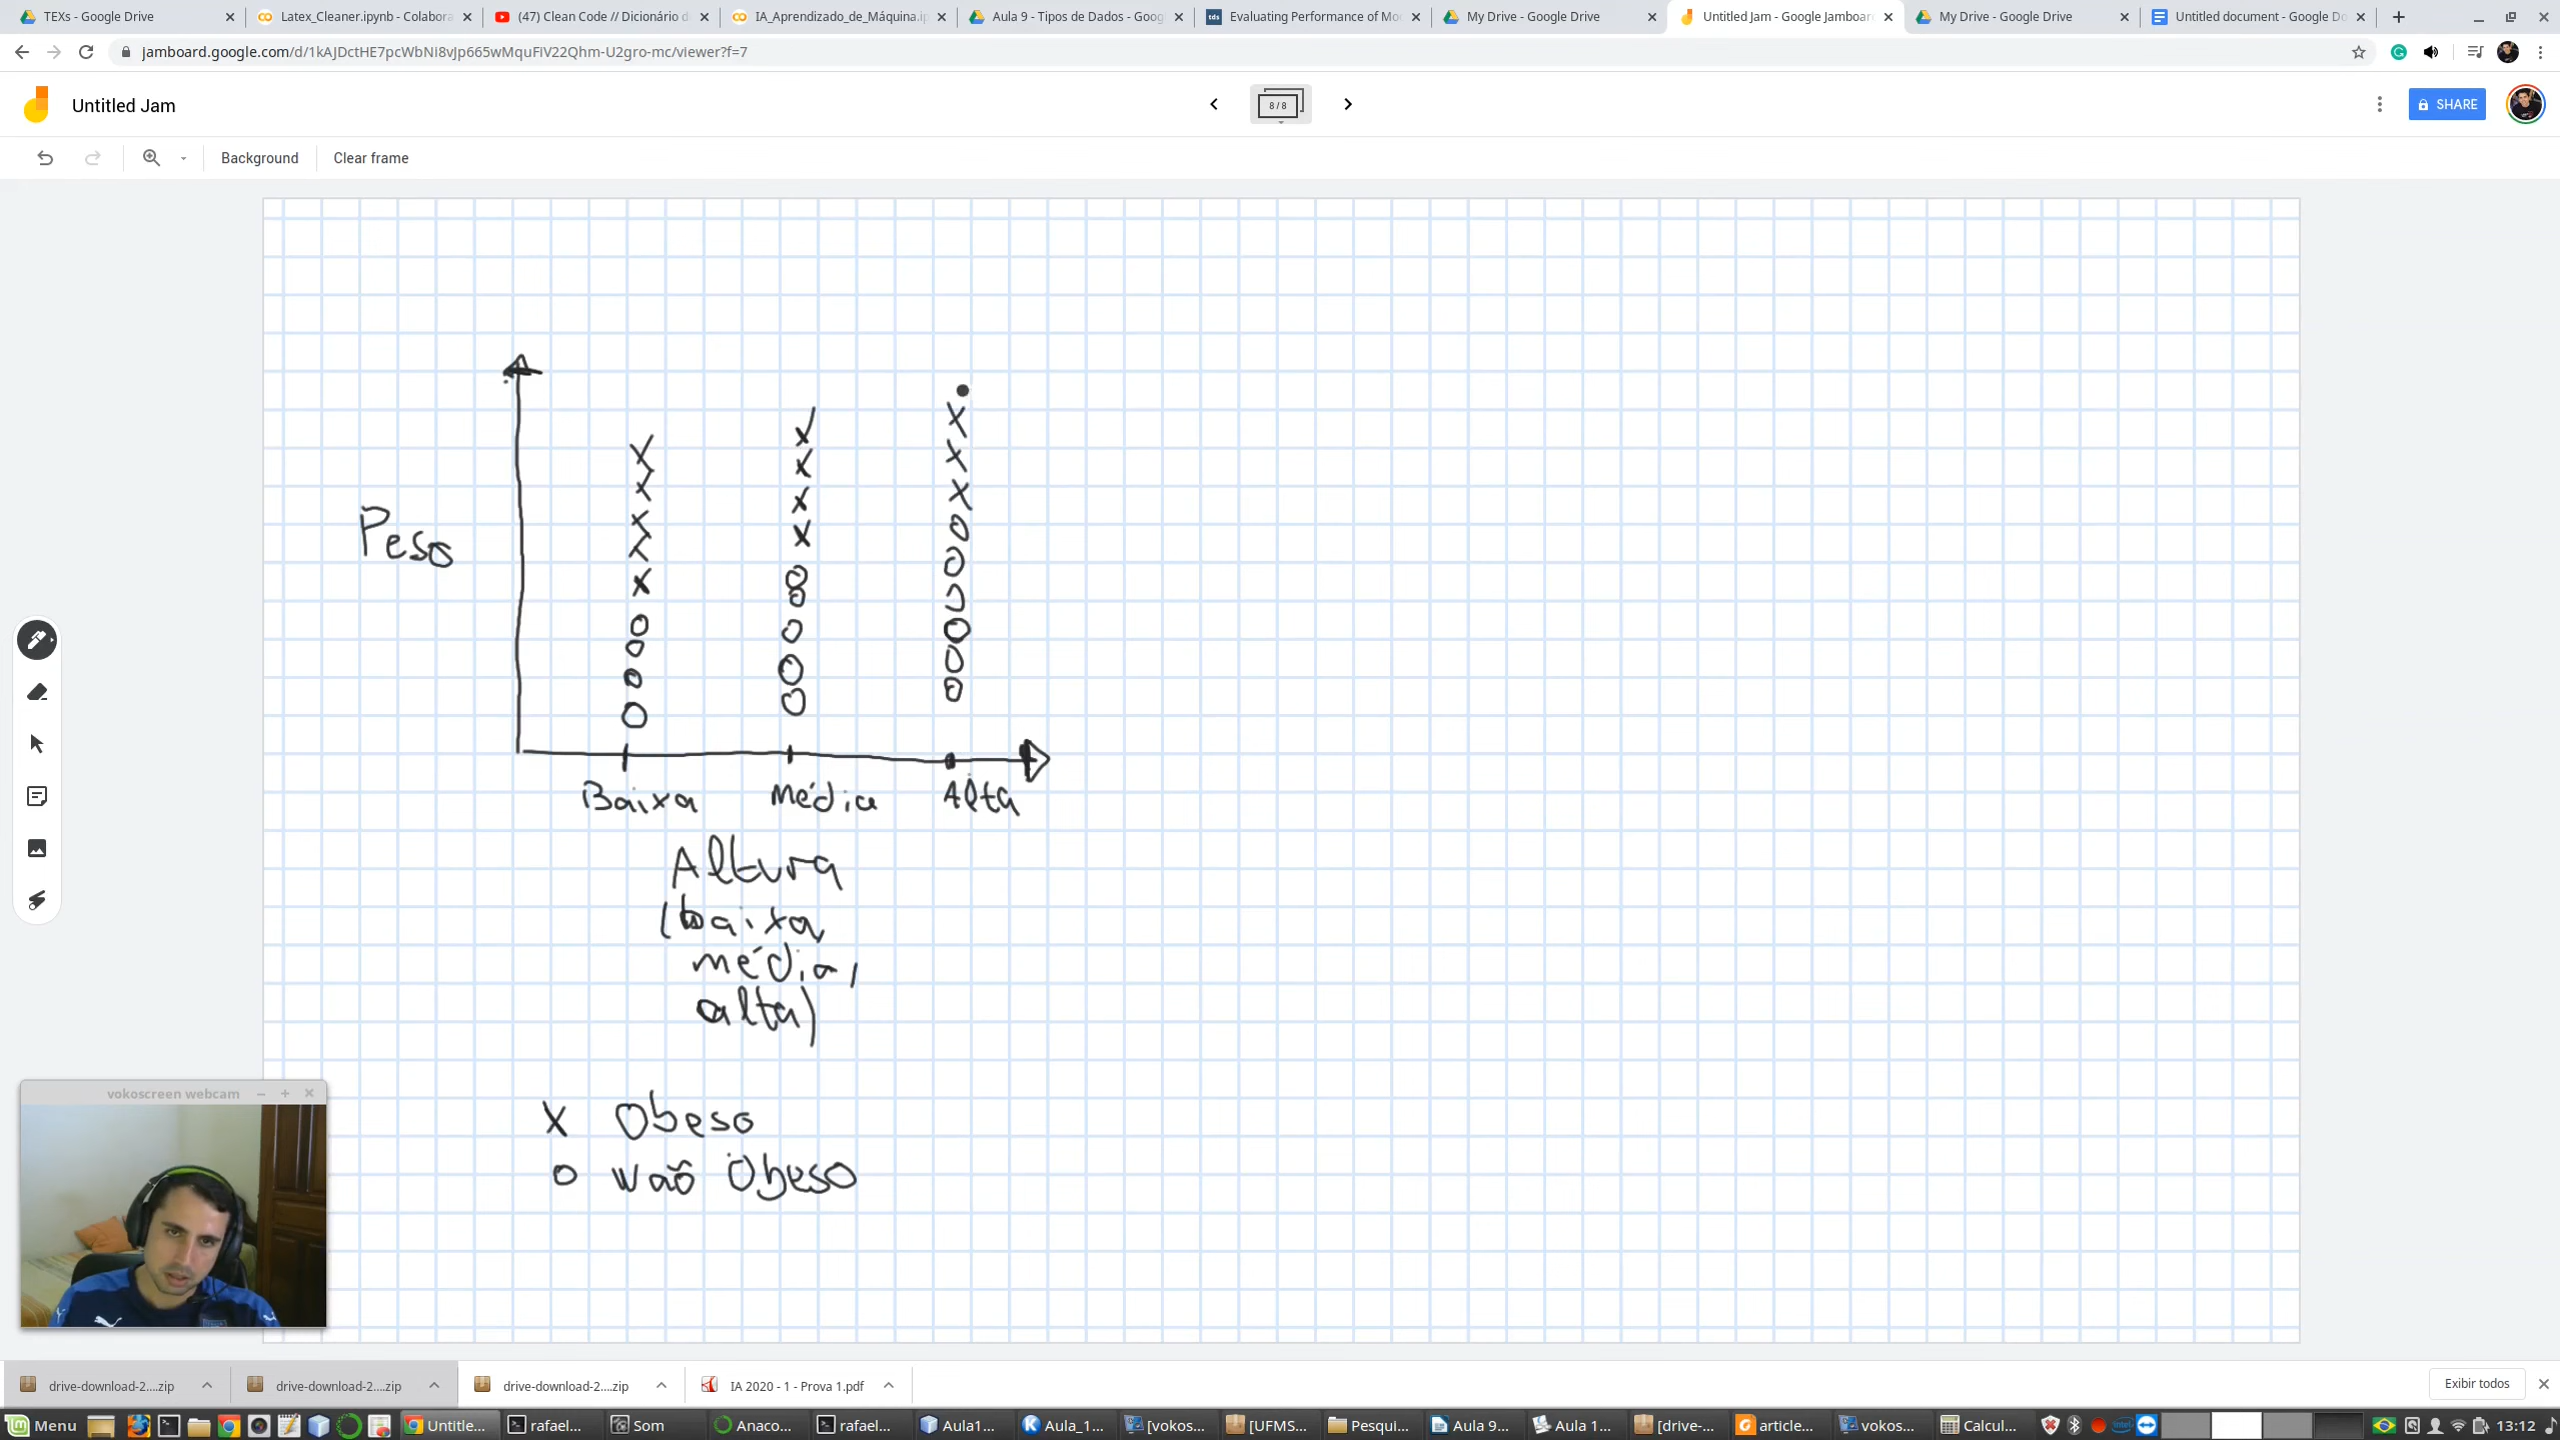 TEXs - Google Drive
Latex_Cleaner.ipynb - Colabora
(47) Clean Code // Dicionário d
IA_Aprendizado_de_Máquina.ip
Aula 9 - Tipos de Dados - Goog
Evaluating Performance of Mo
My Drive - Google Drive
Untitled Jam - Google Jamboar
My Drive - Google Drive
Untitled document - Google Do
jamboard.google.com/d/1kAJDctHE7pcWbNi8vJp665wMquFiV22Qhm-U2gro-mc/viewer?f=7
Untitled Jam
8 / 8
SHARE
Background
Clear frame
Peso
Baixa Média Alta
Altura
(baixa,
média,
alta)
X Obeso
O Não Obeso
vokoscreen webcam
drive-download-2....zip
drive-download-2....zip
drive-download-2....zip
IA 2020 - 1 - Prova 1.pdf
Exibir todos
Menu
Untitle...
rafael...
Som
Anaco...
rafael...
Aula1...
Aula_1...
[vokos...
[UFMS...
Pesqui...
Aula 9...
Aula 1...
[drive-...
article...
vokos...
Calcul...
13:12